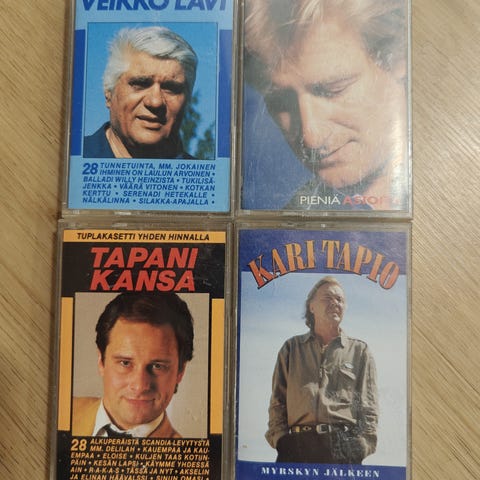 VEIKKO LAVI
28 TUNNETUINTA, MM. JOKAINEN
IHMINEN ON LAULUN ARVOINEN •
BALLADI WILLY HEINZISTA • TUKILISÄ-
JENKKA • VÄÄRÄ VITONEN • KOTKAN
KERTTU • SERENADI HETEKALLE •
NÄLKÄLINNA • SILAKKA-APAJALLA •
PIENIÄ
TUPLAKASETTI YHDEN HINNALLA
TAPANI
KANSA
28 ALKUPERÄISTÄ SCANDIA-LEVYTYSTÄ
MM. DELILAH • KAUEMPAA JA KAU-
EMPAA • ELOISE • KULJEN TAAS KOTIN-
PÄIN • KESÄN LAPSI • KÄYMME YHDESSÄ
AIN • R-A-K-A-S • TÄSSÄ JA NYT • AKSELIN
JA ELINAN HÄÄVALSSI • SINUN OMASI
KARI TAPIO
MYRSKYN JÄLKEEN